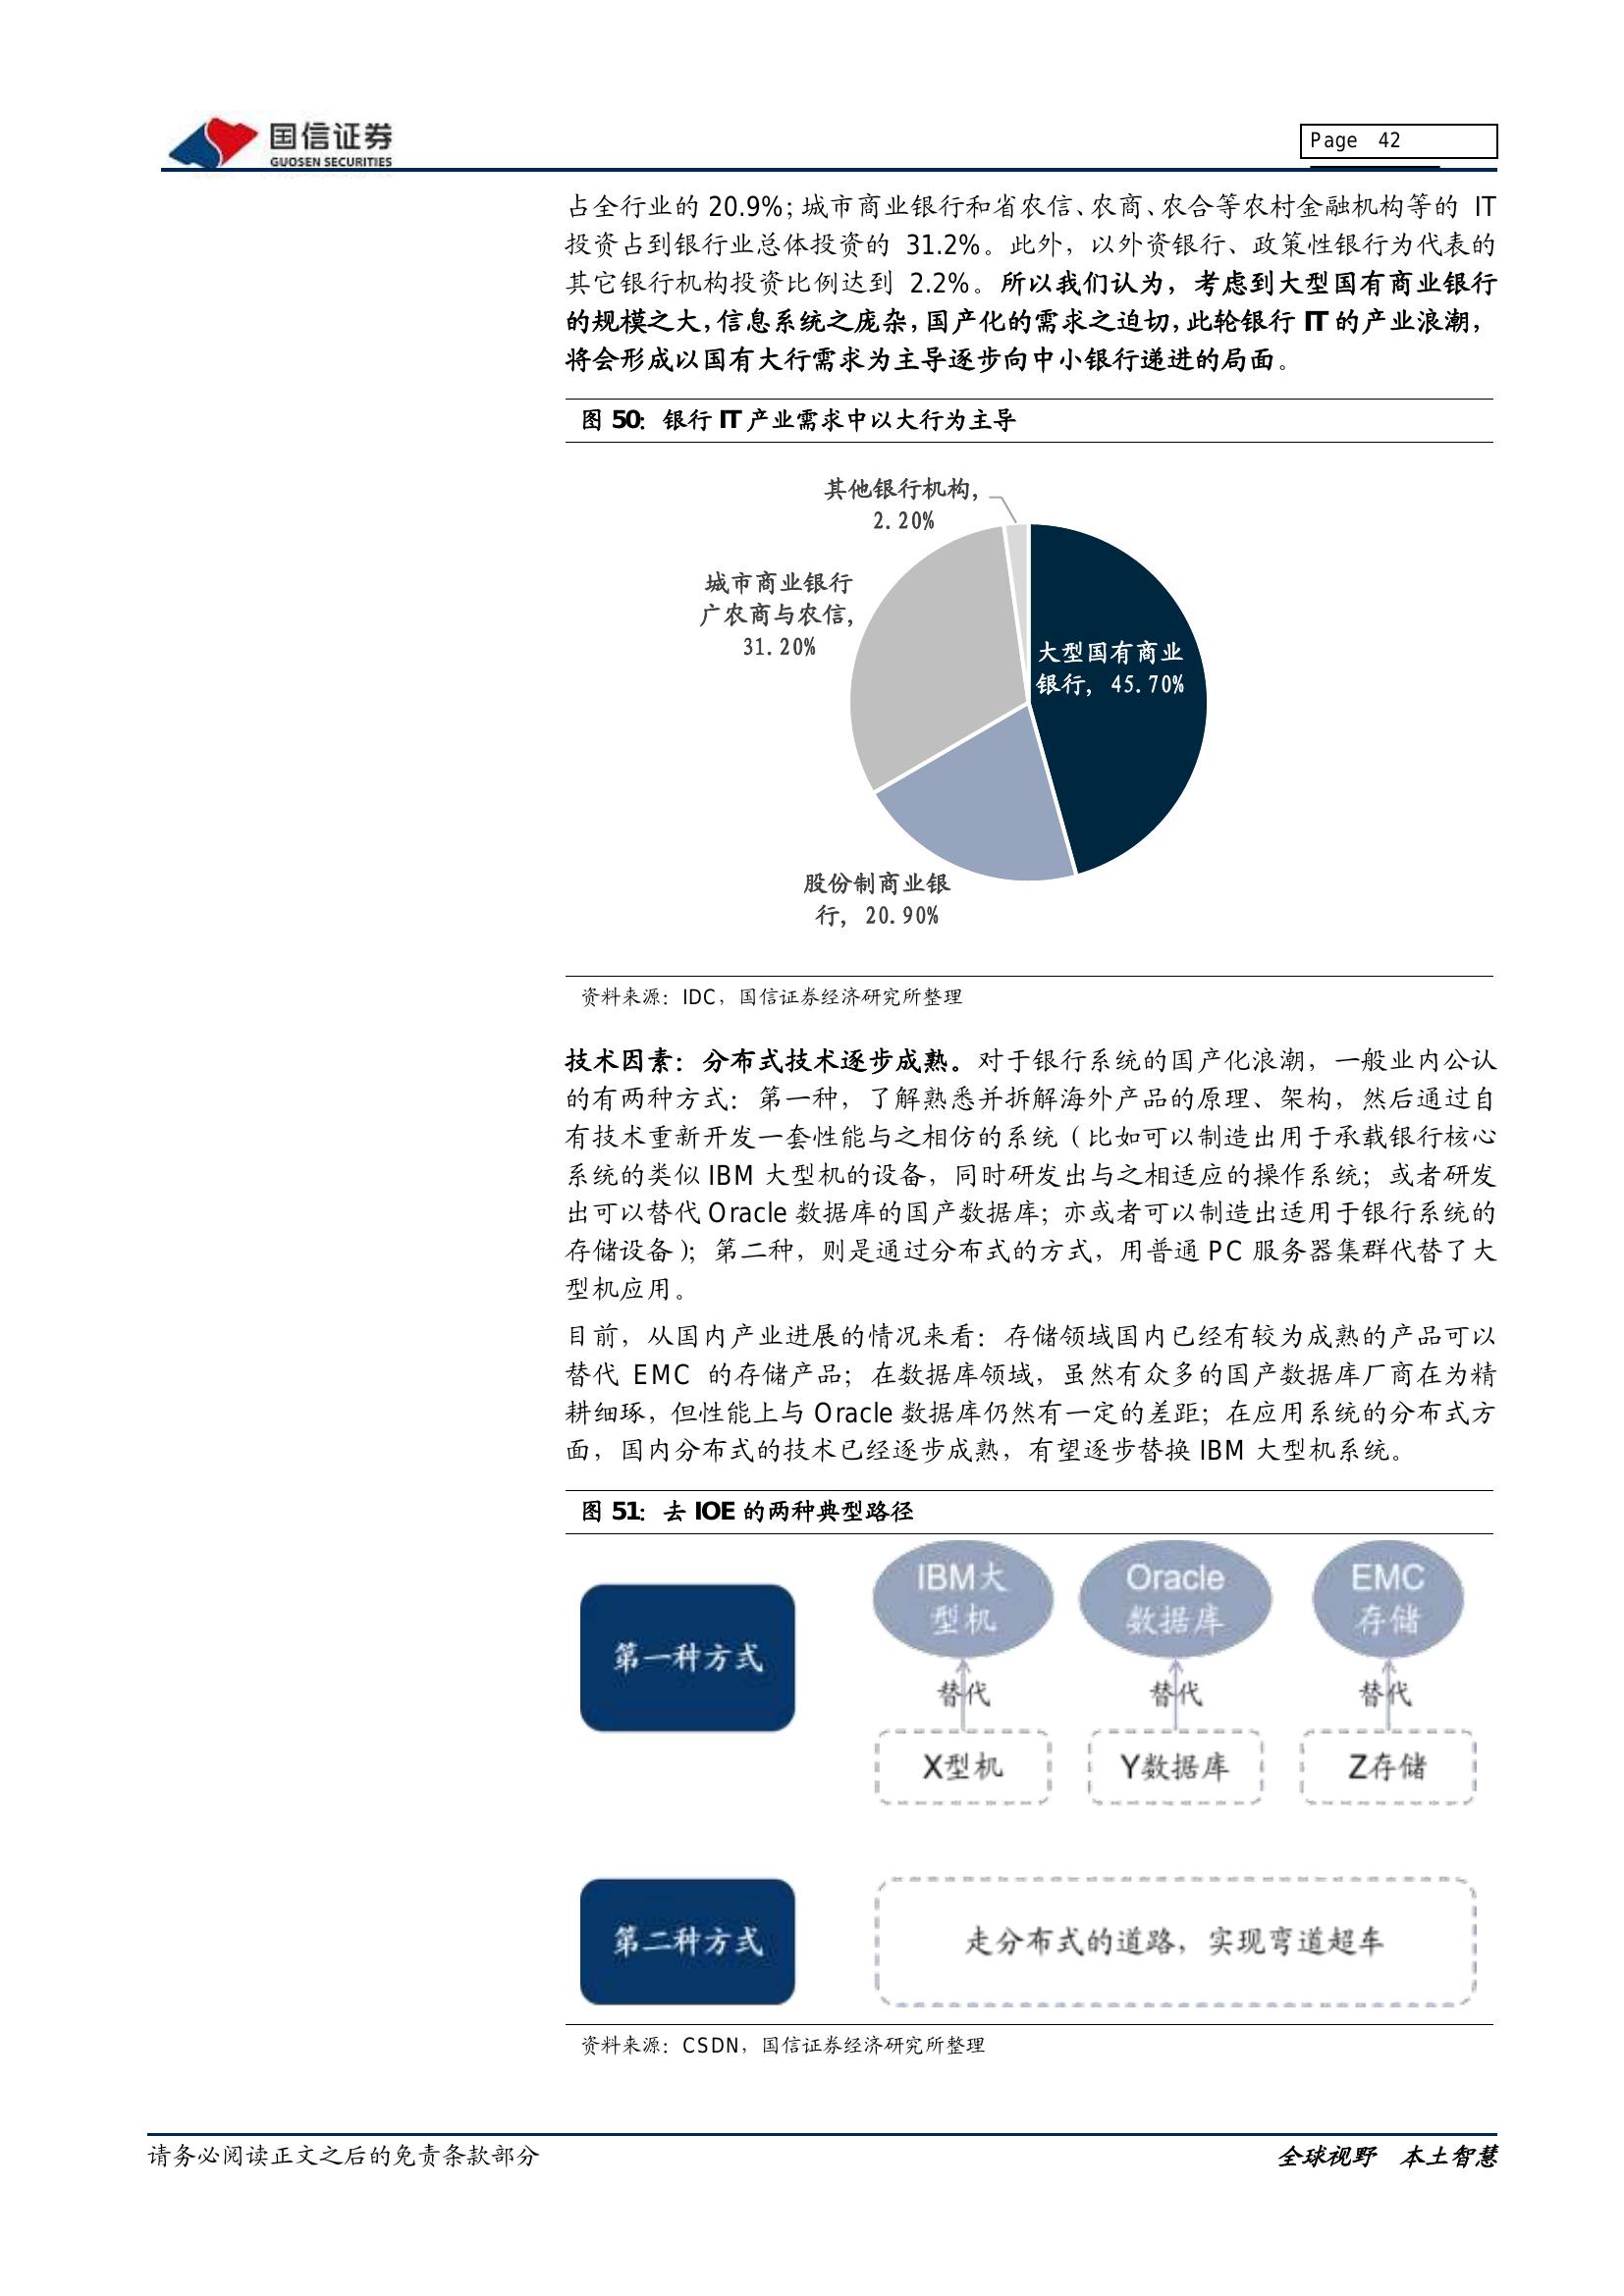 国信证券
GUOSEN SECURITIES
Page 42
占全行业的 20.9%；城市商业银行和省农信、农商、农合等农村金融机构等的 IT
投资占到银行业总体投资的 31.2%。此外，以外资银行、政策性银行为代表的
其它银行机构投资比例达到 2.2%。所以我们认为，考虑到大型国有商业银行
的规模之大，信息系统之庞杂，国产化的需求之迫切，此轮银行 IT 的产业浪潮，
将会形成以国有大行需求为主导逐步向中小银行递进的局面。
图 50：银行 IT 产业需求中以大行为主导
其他银行机构，
2.20%
城市商业银行
广农商与农信，
31.20%
大型国有商业
银行，45.70%
股份制商业银
行，20.90%
资料来源：IDC，国信证券经济研究所整理
技术因素：分布式技术逐步成熟。对于银行系统的国产化浪潮，一般业内公认
的有两种方式：第一种，了解熟悉并拆解海外产品的原理、架构，然后通过自
有技术重新开发一套性能与之相仿的系统（比如可以制造出用于承载银行核心
系统的类似 IBM 大型机的设备，同时研发出与之相适应的操作系统；或者研发
出可以替代 Oracle 数据库的国产数据库；亦或者可以制造出适用于银行系统的
存储设备）；第二种，则是通过分布式的方式，用普通 PC 服务器集群代替了大
型机应用。
目前，从国内产业进展的情况来看：存储领域国内已经有较为成熟的产品可以
替代 EMC 的存储产品；在数据库领域，虽然有众多的国产数据库厂商在为精
耕细琢，但性能上与 Oracle 数据库仍然有一定的差距；在应用系统的分布式方
面，国内分布式的技术已经逐步成熟，有望逐步替换 IBM 大型机系统。
图 51：去 IOE 的两种典型路径
IBM大
型机
Oracle
数据库
EMC
存储
第一种方式
替代
替代
替代
X型机
Y数据库
Z存储
第二种方式
走分布式的道路，实现弯道超车
资料来源：CSDN，国信证券经济研究所整理
请务必阅读正文之后的免责条款部分
全球视野 本土智慧